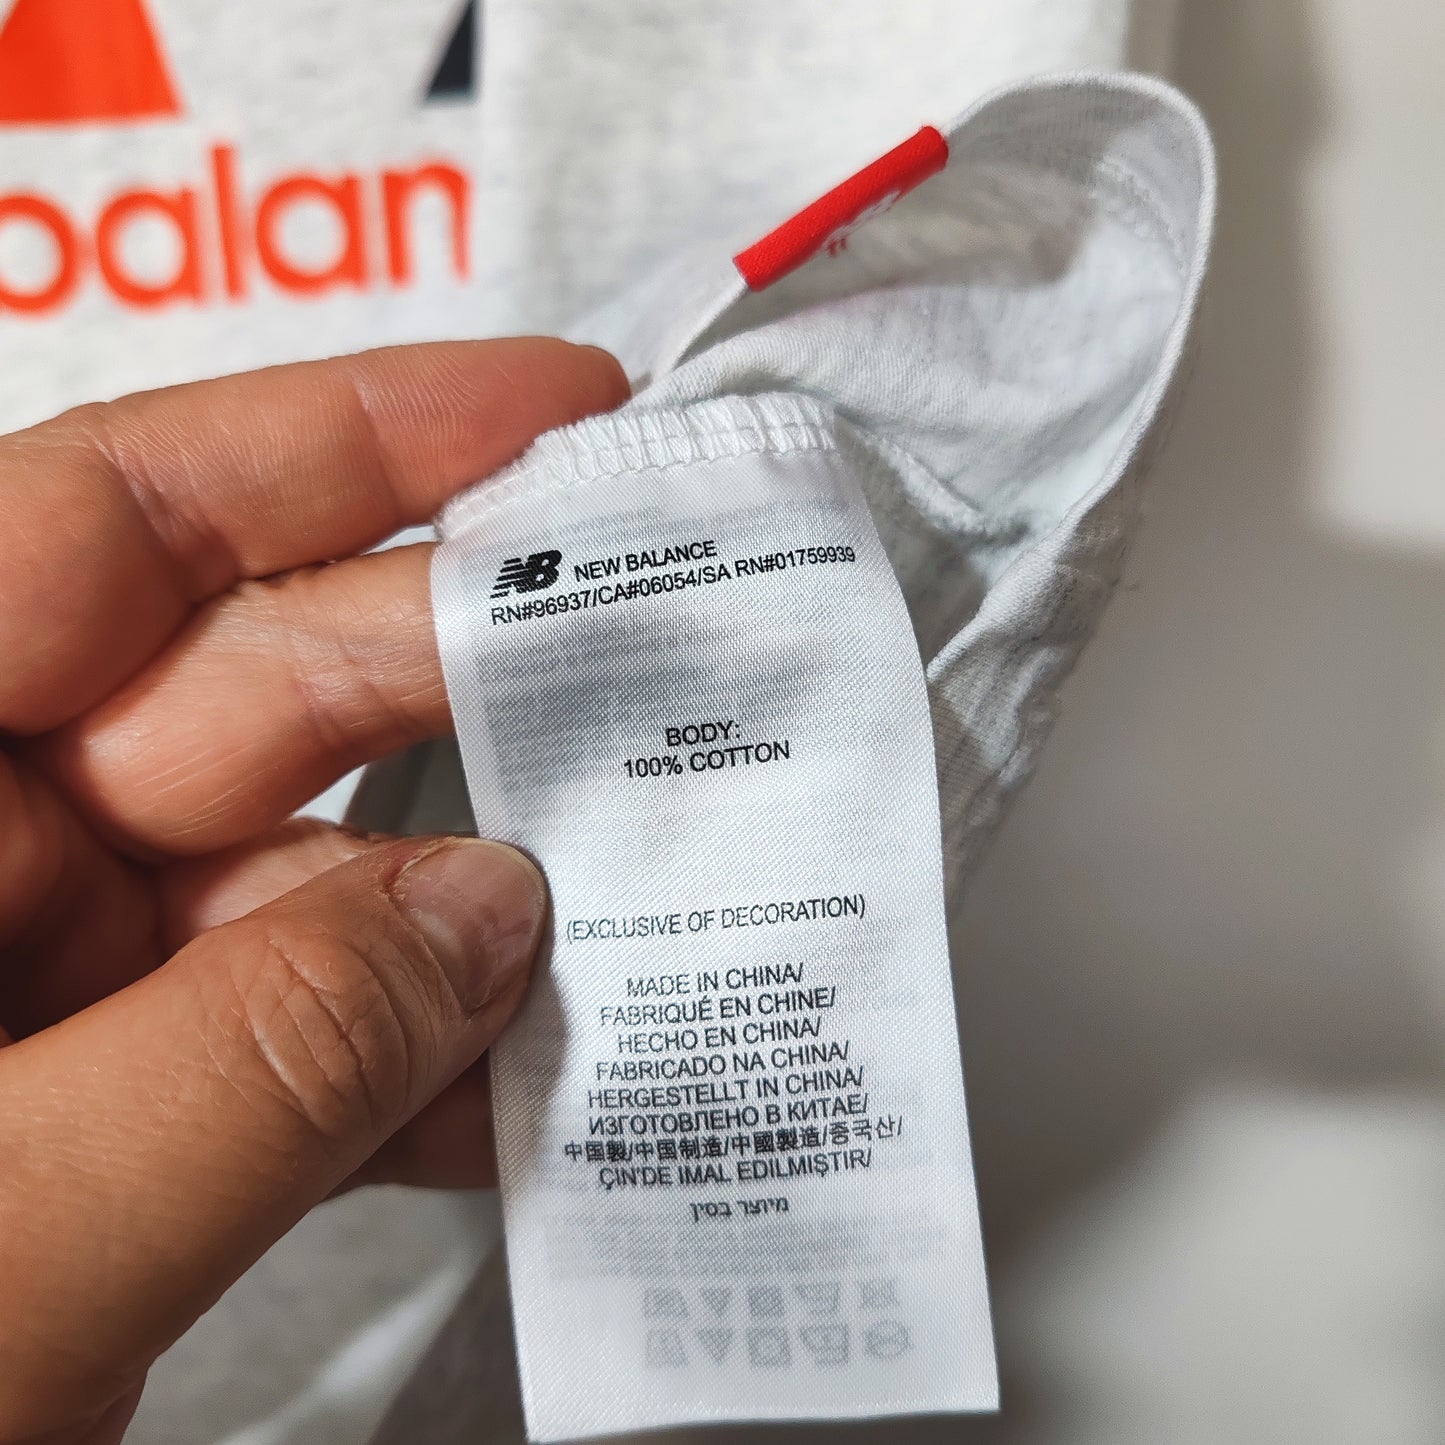 balan
NB NEW BALANCE
RN#96937/CA#06054/SA RN#01759939
BODY:
100% COTTON
(EXCLUSIVE OF DECORATION)
MADE IN CHINA/
FABRIQUÉ EN CHINE/
HECHO EN CHINA/
FABRICADO NA CHINA/
HERGESTELLT IN CHINA/
ИЗГОТОВЛЕНО В КИТАЕ/
中国製/中国制造/中國製造/중국산/
ÇIN'DE IMAL EDILMIŞTIR/
מיוצר בסין